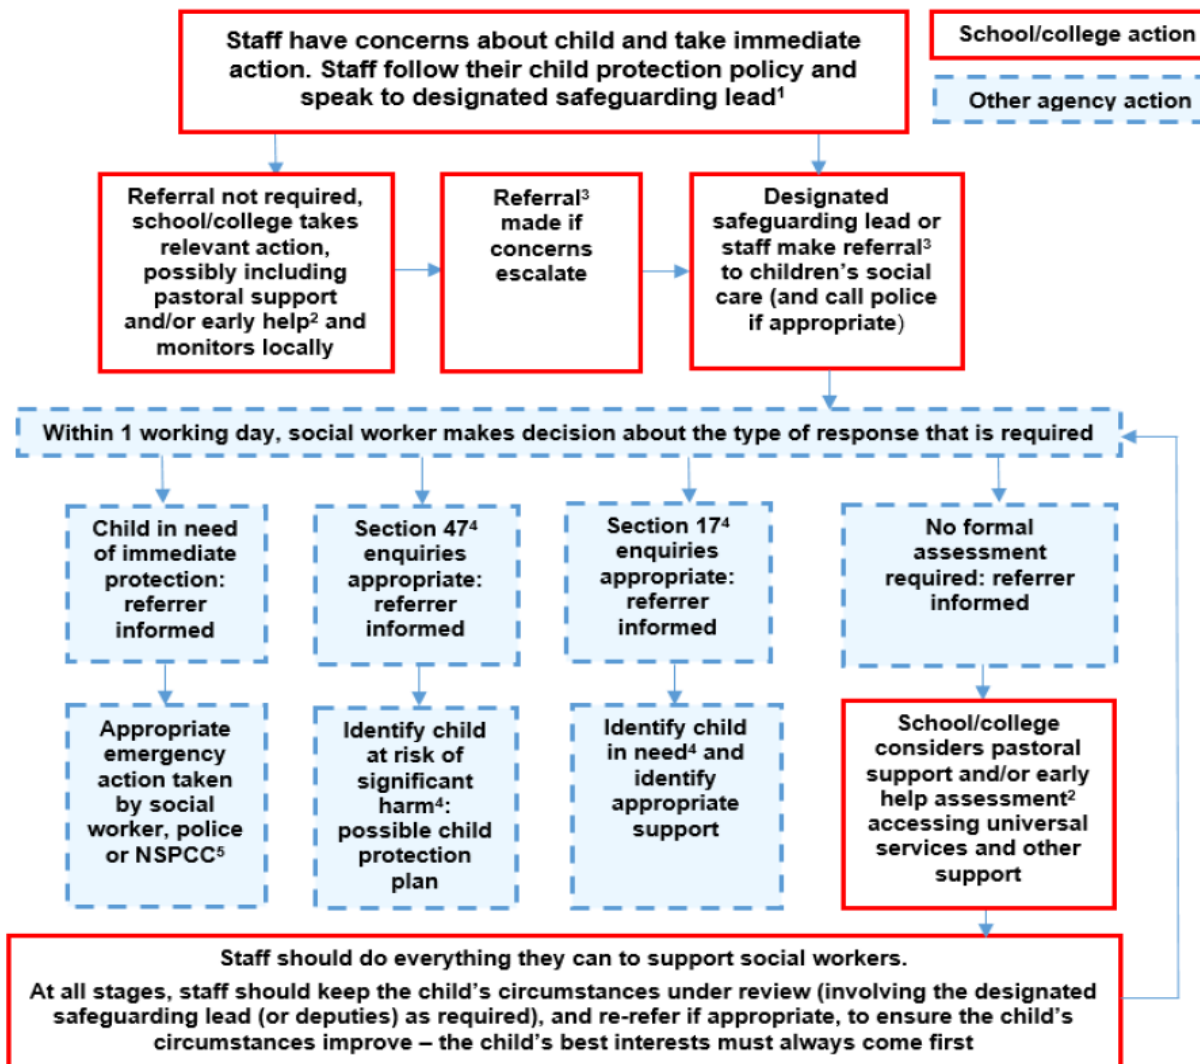 Staff have concerns about child and take immediate
action. Staff follow their child protection policy and
speak to designated safeguarding lead¹
School/college action
Other agency action
Referral not required,
school/college takes
relevant action,
possibly including
pastoral support
and/or early help² and
monitors locally
Referral³
made if
concerns
escalate
Designated
safeguarding lead or
staff make referral³
to children's social
care (and call police
if appropriate)
Within 1 working day, social worker makes decision about the type of response that is required
Child in need
of immediate
protection:
referrer
informed
Section 47⁴
enquiries
appropriate:
referrer
informed
Section 17⁴
enquiries
appropriate:
referrer
informed
No formal
assessment
required: referrer
informed
Appropriate
emergency
action taken
by social
worker, police
or NSPCC⁵
Identify child
at risk of
significant
harm⁴:
possible child
protection
plan
Identify child
in need⁴ and
identify
appropriate
support
School/college
considers pastoral
support and/or early
help assessment²
accessing universal
services and other
support
Staff should do everything they can to support social workers.
At all stages, staff should keep the child's circumstances under review (involving the designated
safeguarding lead (or deputies) as required), and re-refer if appropriate, to ensure the child's
circumstances improve – the child's best interests must always come first